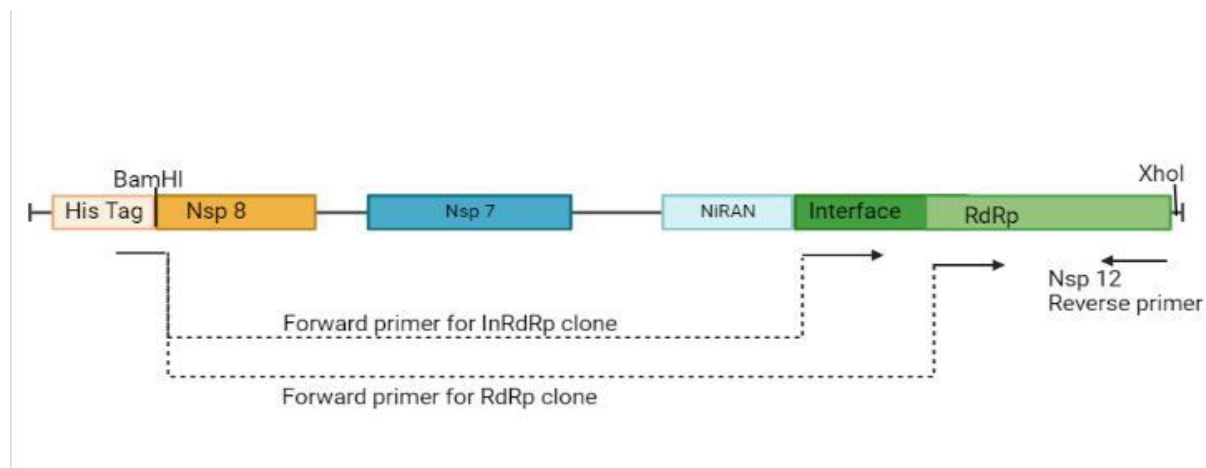 BamHI
XhoI
His Tag
Nsp 8
Nsp 7
NiRAN
Interface
RdRp
Nsp 12
Reverse primer
Forward primer for InRdRp clone
Forward primer for RdRp clone